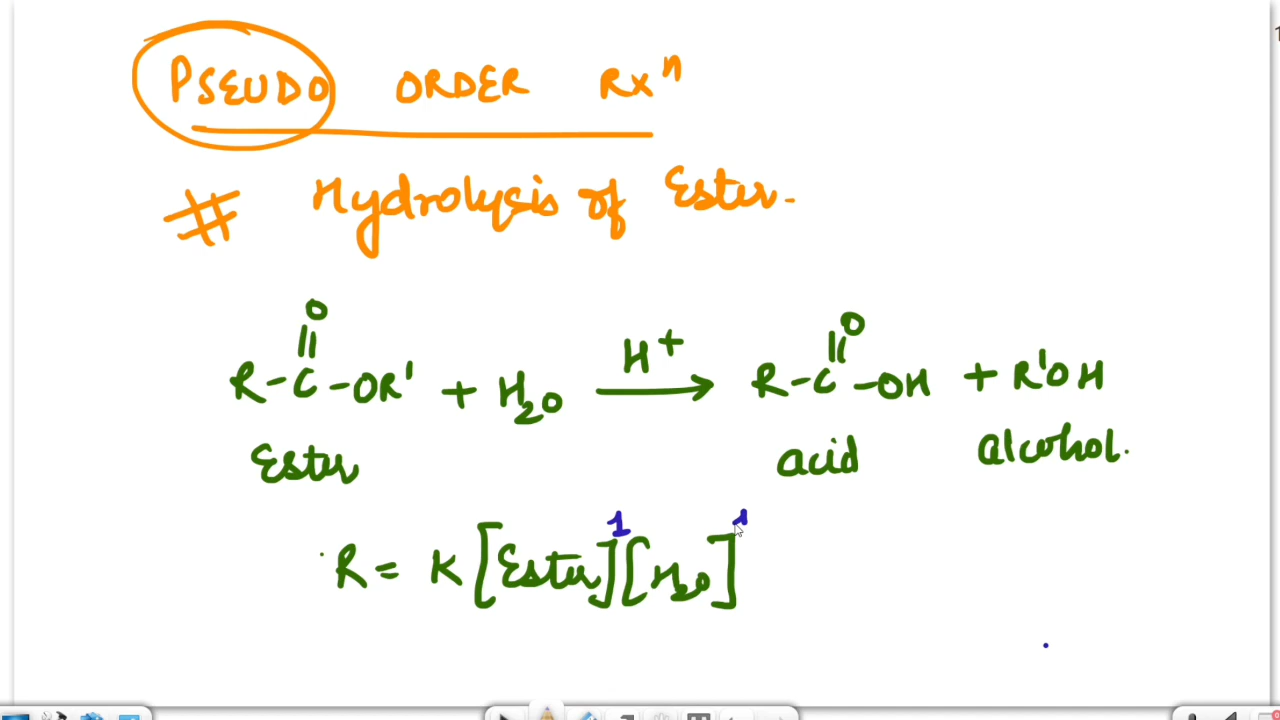 PSEUDO ORDER RXⁿ
# Hydrolysis of Ester.
O O
|| ||
R-C-OR' + H₂O H⁺ → R-C-OH + R'OH
Ester acid alcohol.
R = K [Ester]¹ [H₂O]¹